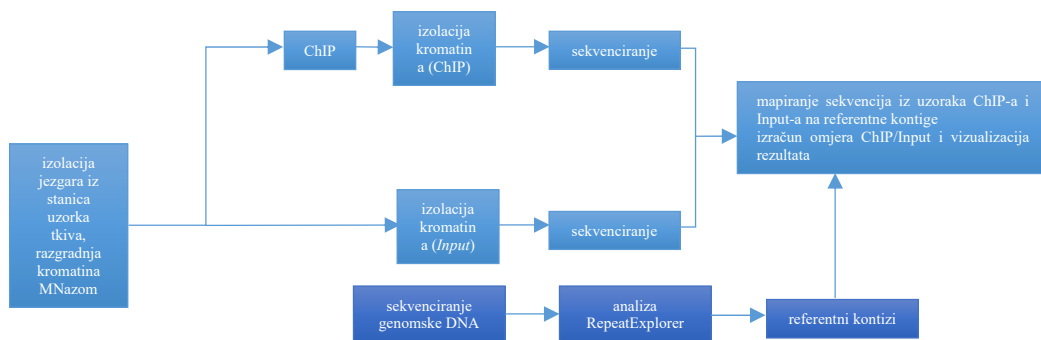 izolacija
jezgara iz
stanica
uzorka
tkiva,
razgradnja
kromatina
MNazom
ChIP
izolacija
kromatin
a (ChIP)
sekvenciranje
izolacija
kromatin
a (Input)
sekvenciranje
mapiranje sekvencija iz uzoraka ChIP-a i
Input-a na referentne kontige
izračun omjera ChIP/Input i vizualizacija
rezultata
sekvenciranje
genomske DNA
analiza
RepeatExplorer
referentni kontizi